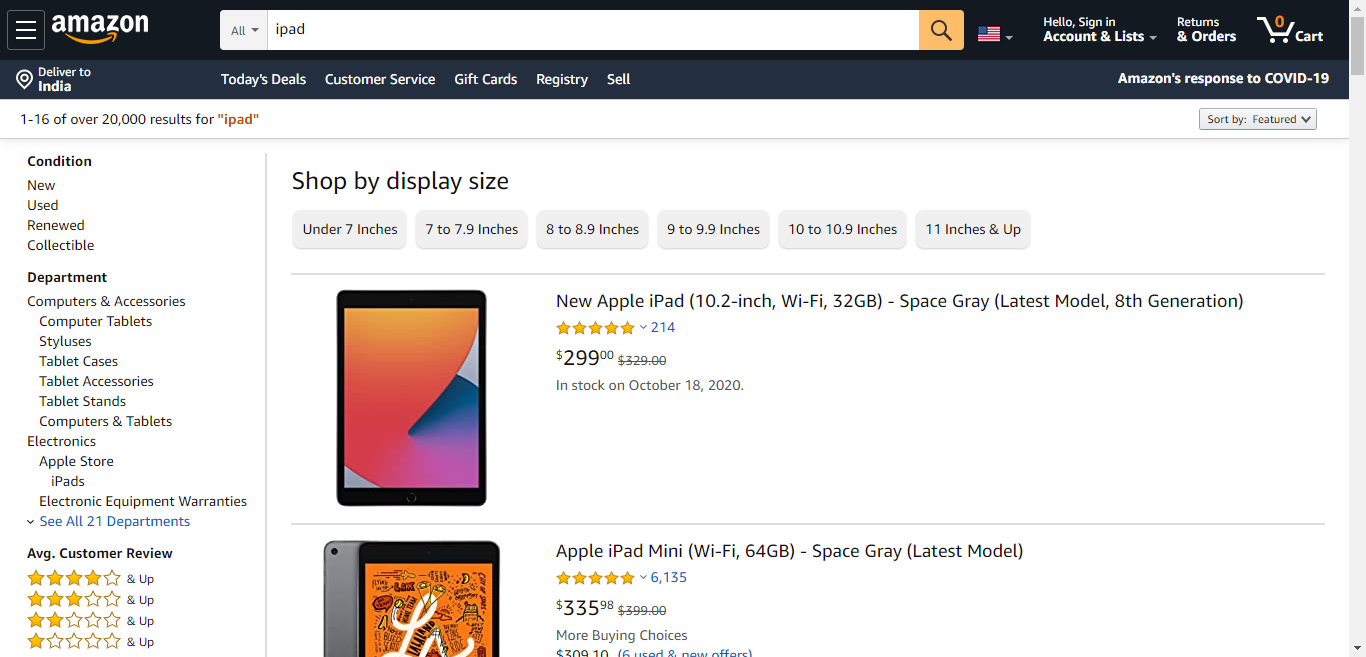 amazon
All
ipad
Hello, Sign in
Account & Lists
Returns
& Orders
0
Cart
Deliver to
India
Today's Deals
Customer Service
Gift Cards
Registry
Sell
Amazon's response to COVID-19
1-16 of over 20,000 results for "ipad"
Sort by: Featured
Condition
New
Used
Renewed
Collectible
Department
Computers & Accessories
Computer Tablets
Styluses
Tablet Cases
Tablet Accessories
Tablet Stands
Computers & Tablets
Electronics
Apple Store
iPads
Electronic Equipment Warranties
See All 21 Departments
Avg. Customer Review
& Up
& Up
& Up
& Up
Shop by display size
Under 7 Inches
7 to 7.9 Inches
8 to 8.9 Inches
9 to 9.9 Inches
10 to 10.9 Inches
11 Inches & Up
New Apple iPad (10.2-inch, Wi-Fi, 32GB) - Space Gray (Latest Model, 8th Generation)
214
$29900 $329.00
In stock on October 18, 2020.
Apple iPad Mini (Wi-Fi, 64GB) - Space Gray (Latest Model)
6,135
$33598 $399.00
More Buying Choices
$309.10 (6 used & new offers)